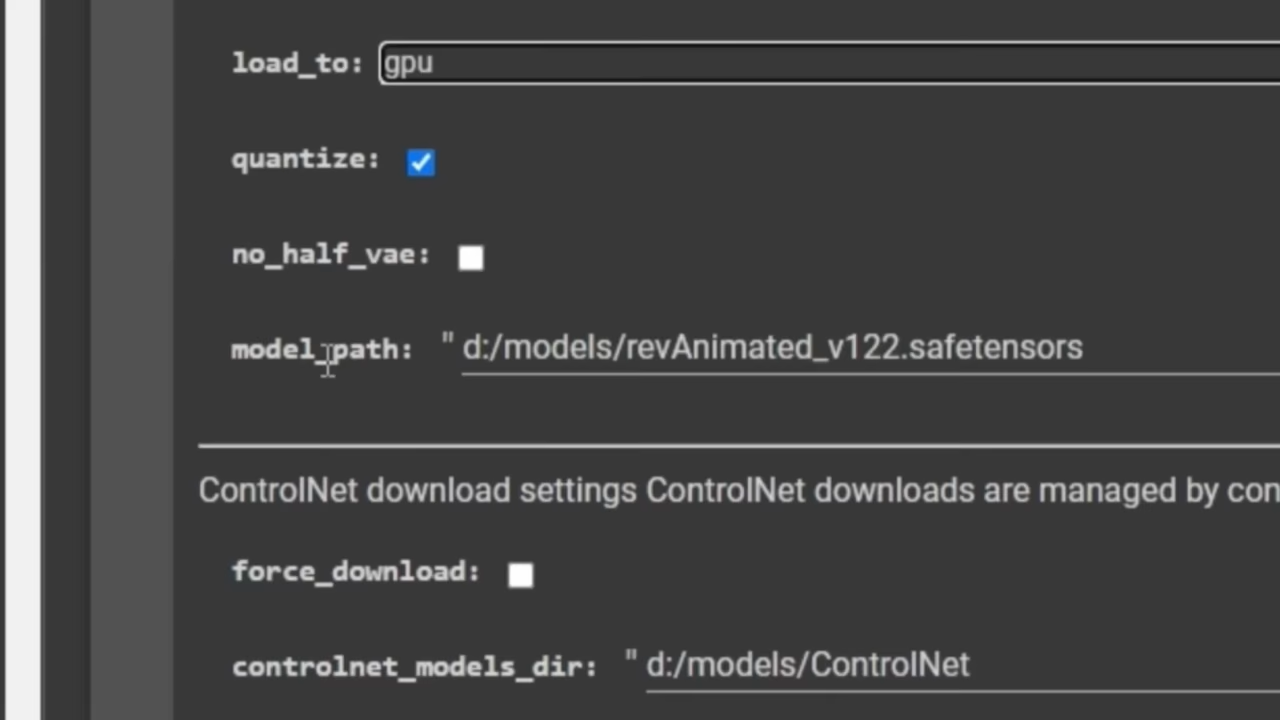 load_to: gpu
quantize:
no_half_vae:
model_path: " d:/models/revAnimated_v122.safetensors
ControlNet download settings ControlNet downloads are managed by con
force_download:
controlnet_models_dir: " d:/models/ControlNet